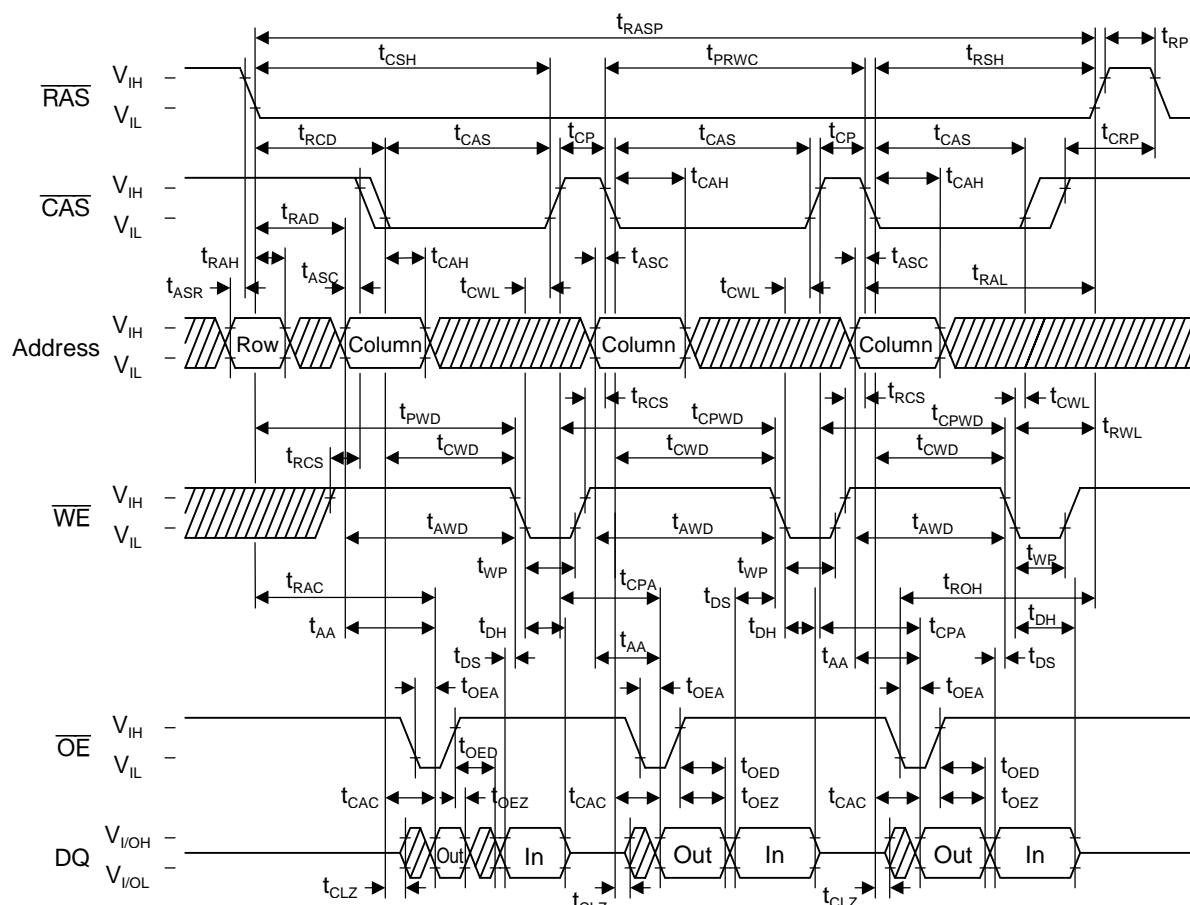 tRASP
tCSH tPRWC tRSH tRP
RAS VIH
VIL
tRCD tCAS tCP tCAS tCP tCAS tCRP
CAS VIH
VIL
tCAH tCAH
tRAD
tRAH tASC tCAH tASC tASC
tASR tCWL tCWL tRAL
Address VIH
VIL
Row Column Column Column
tRCS tRCS tCWL
tPWD tCPWD tCPWD tRWL
tRCS tCWD tCWD tCWD
WE VIH
VIL
tAWD tAWD tAWD
tWP tWP tWP
tRAC tCPA tDS tROH
tAA tDH tAA tDH tCPA tAA tDH
tDS tDS
tOEA tOEA tOEA
OE VIH
VIL
tOED tOED tOED
tCAC tOEZ tCAC tOEZ tCAC tOEZ
DQ VI/OH
VI/OL
Out In Out In Out In
tCLZ tCLZ tCLZ